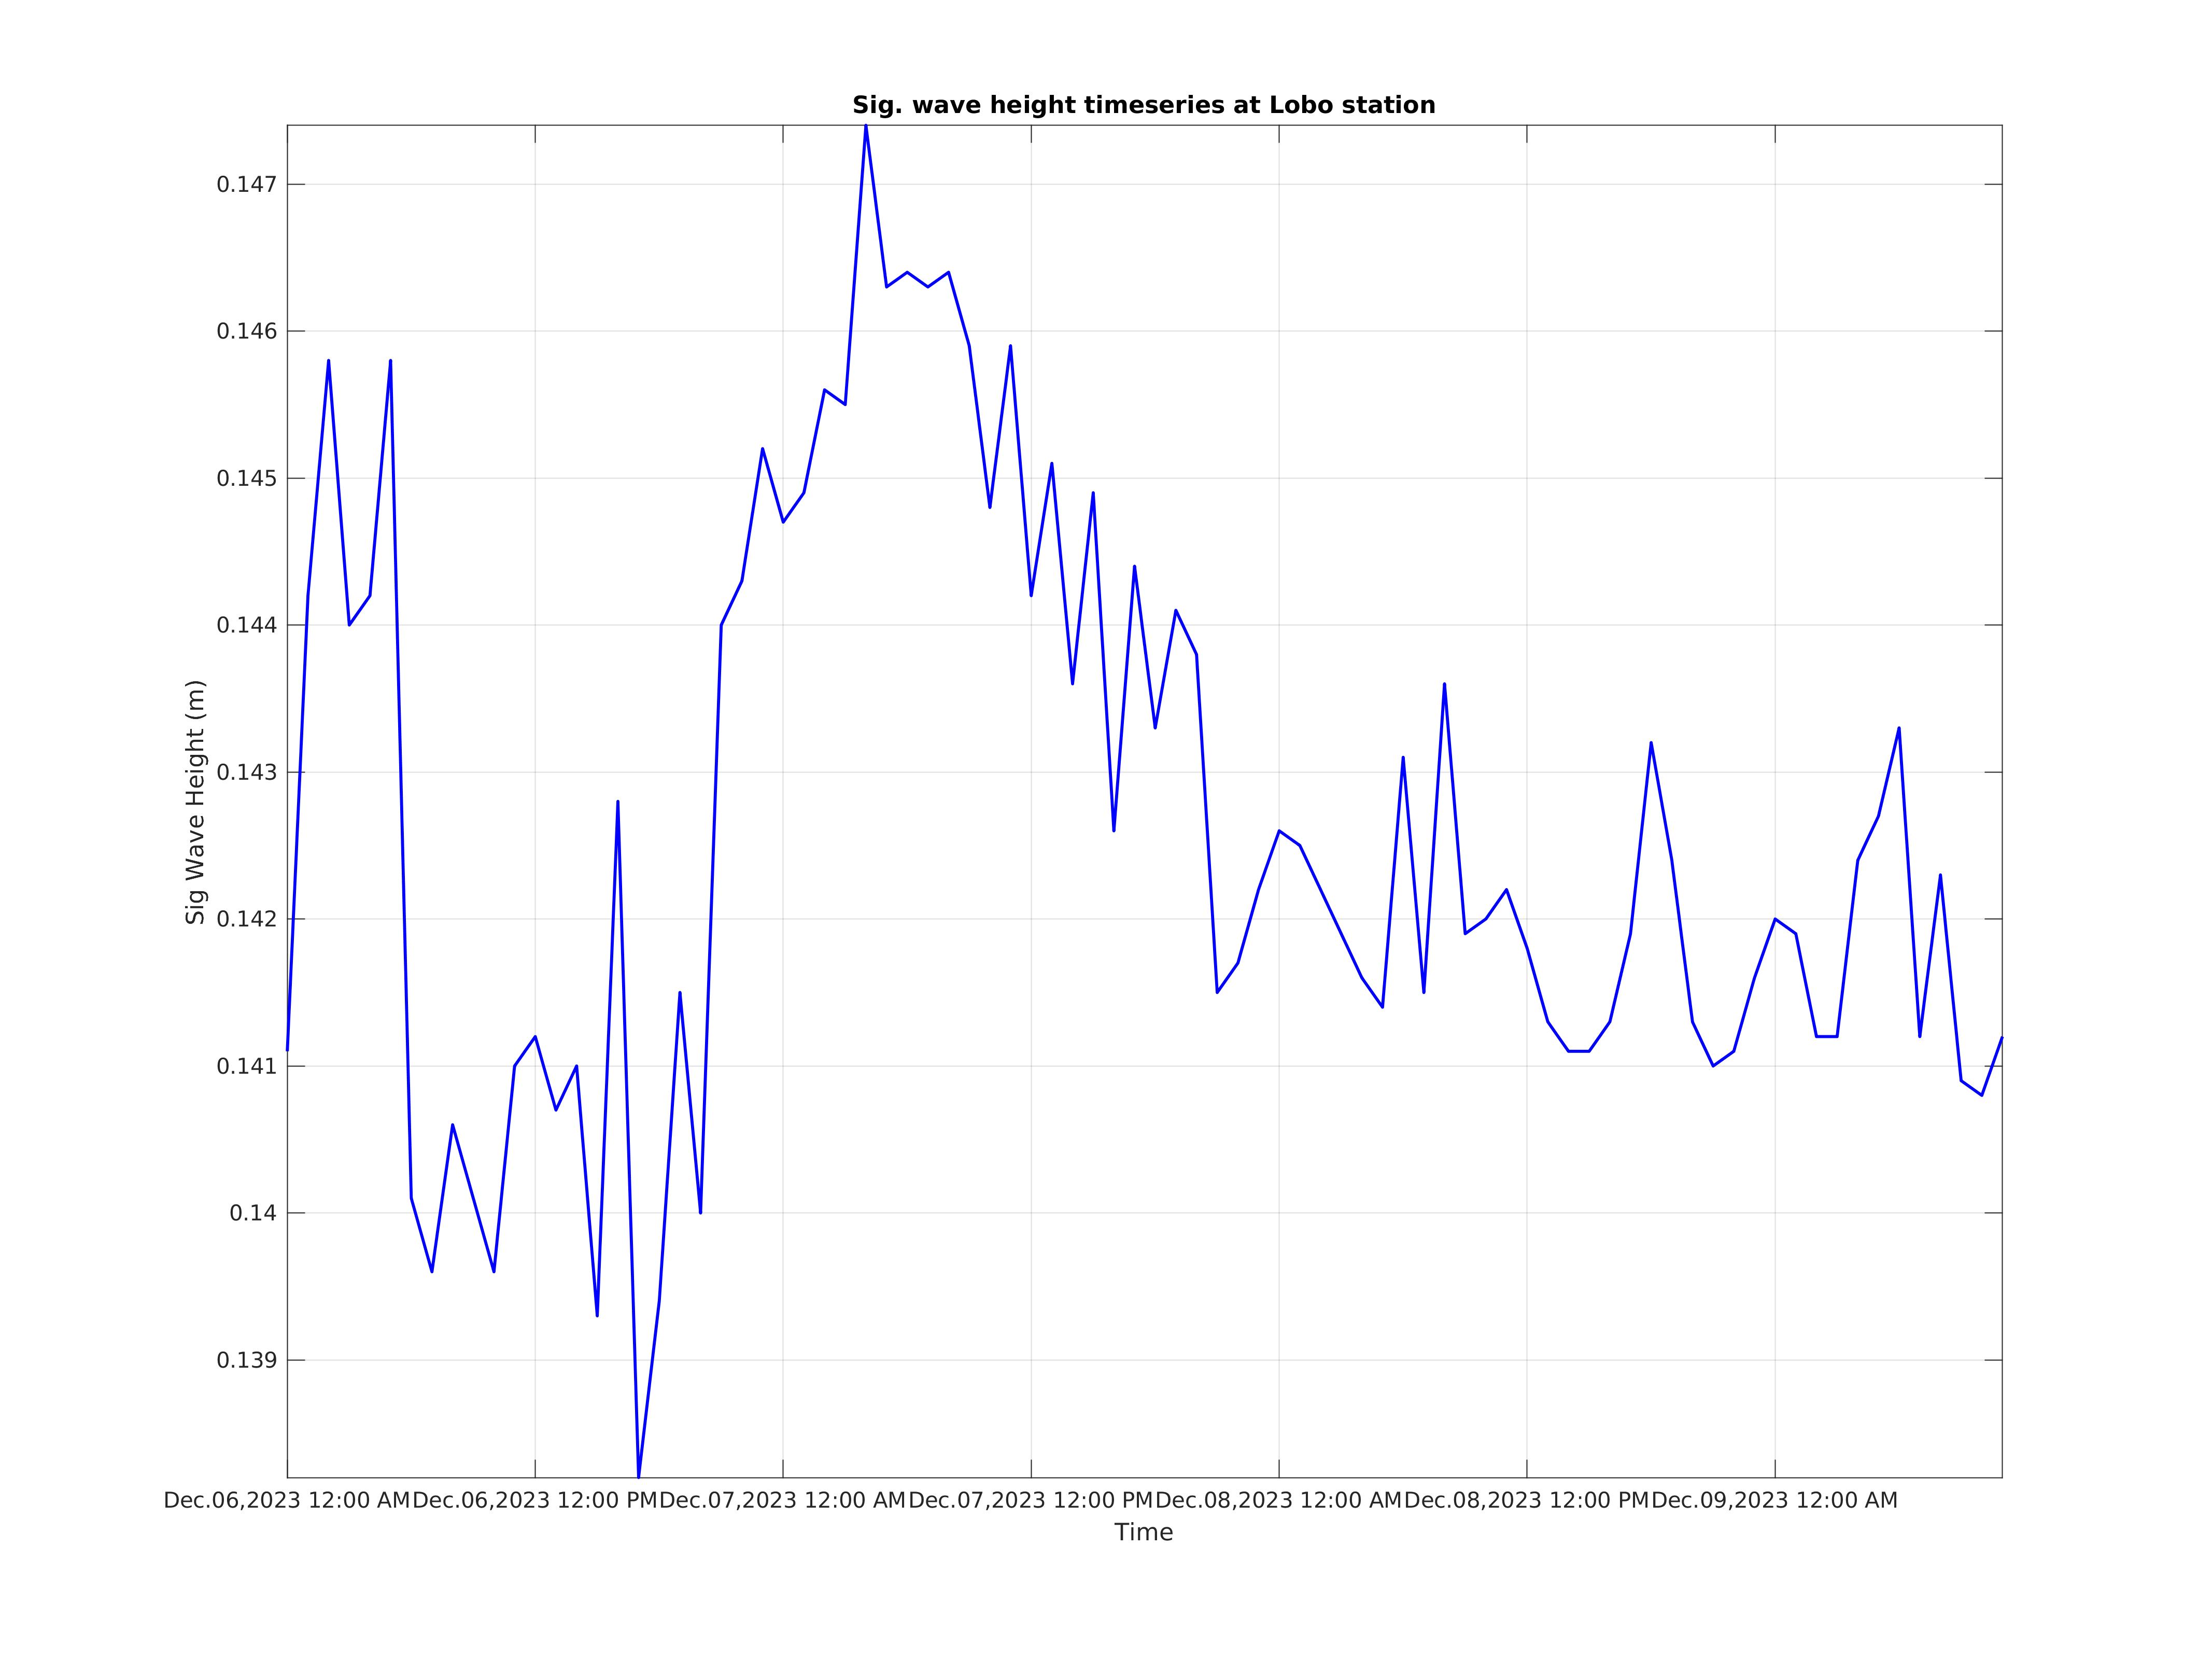 Sig. wave height timeseries at Lobo station
0.147
0.146
0.145
0.144
0.143
0.142
0.141
0.14
0.139
Sig Wave Height (m)
Dec.06,2023 12:00 AM Dec.06,2023 12:00 PM Dec.07,2023 12:00 AM Dec.07,2023 12:00 PM Dec.08,2023 12:00 AM Dec.08,2023 12:00 PM Dec.09,2023 12:00 AM
Time